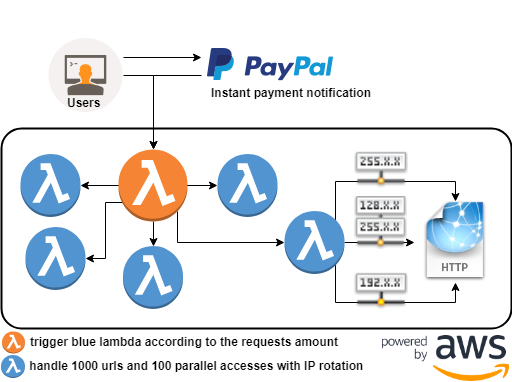 PayPal
Users
Instant payment notification
255.X.X
128.X.X
255.X.X
HTTP
192.X.X
trigger blue lambda according to the requests amount
handle 1000 urls and 100 parallel accesses with IP rotation
powered by
aws